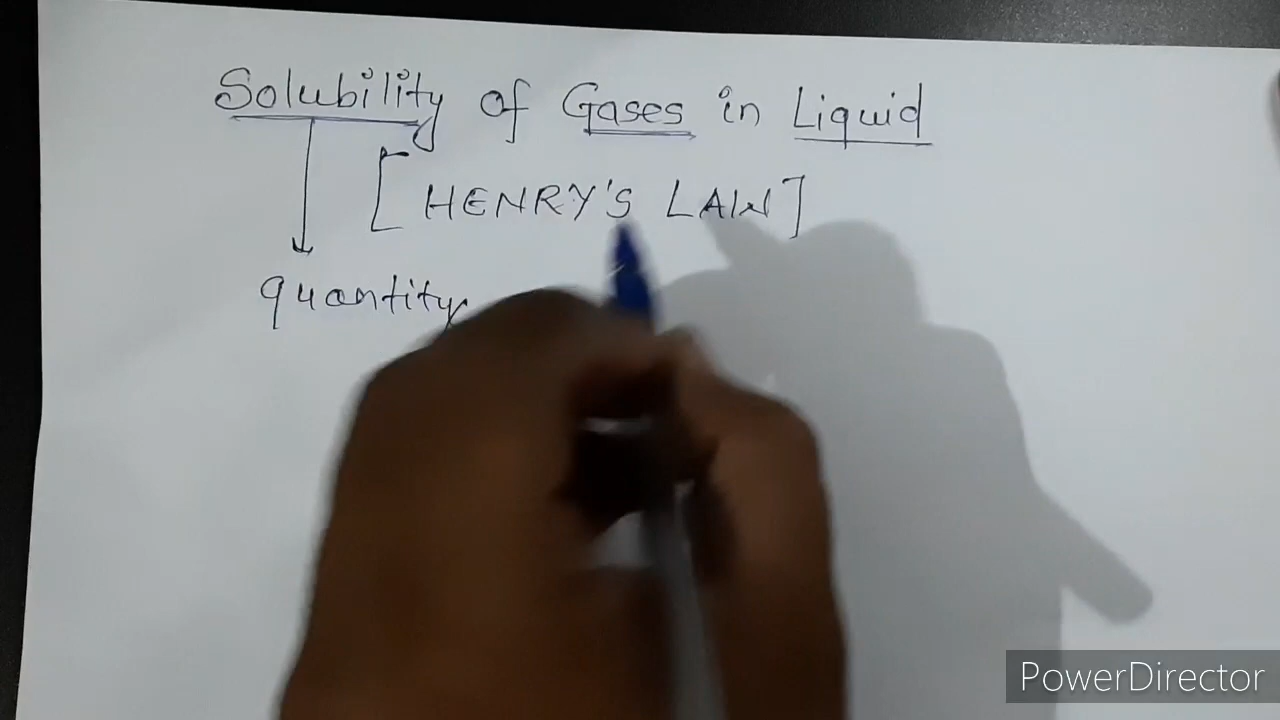 Solubility of Gases in Liquid
[HENRY'S LAW]
quantity
PowerDirector